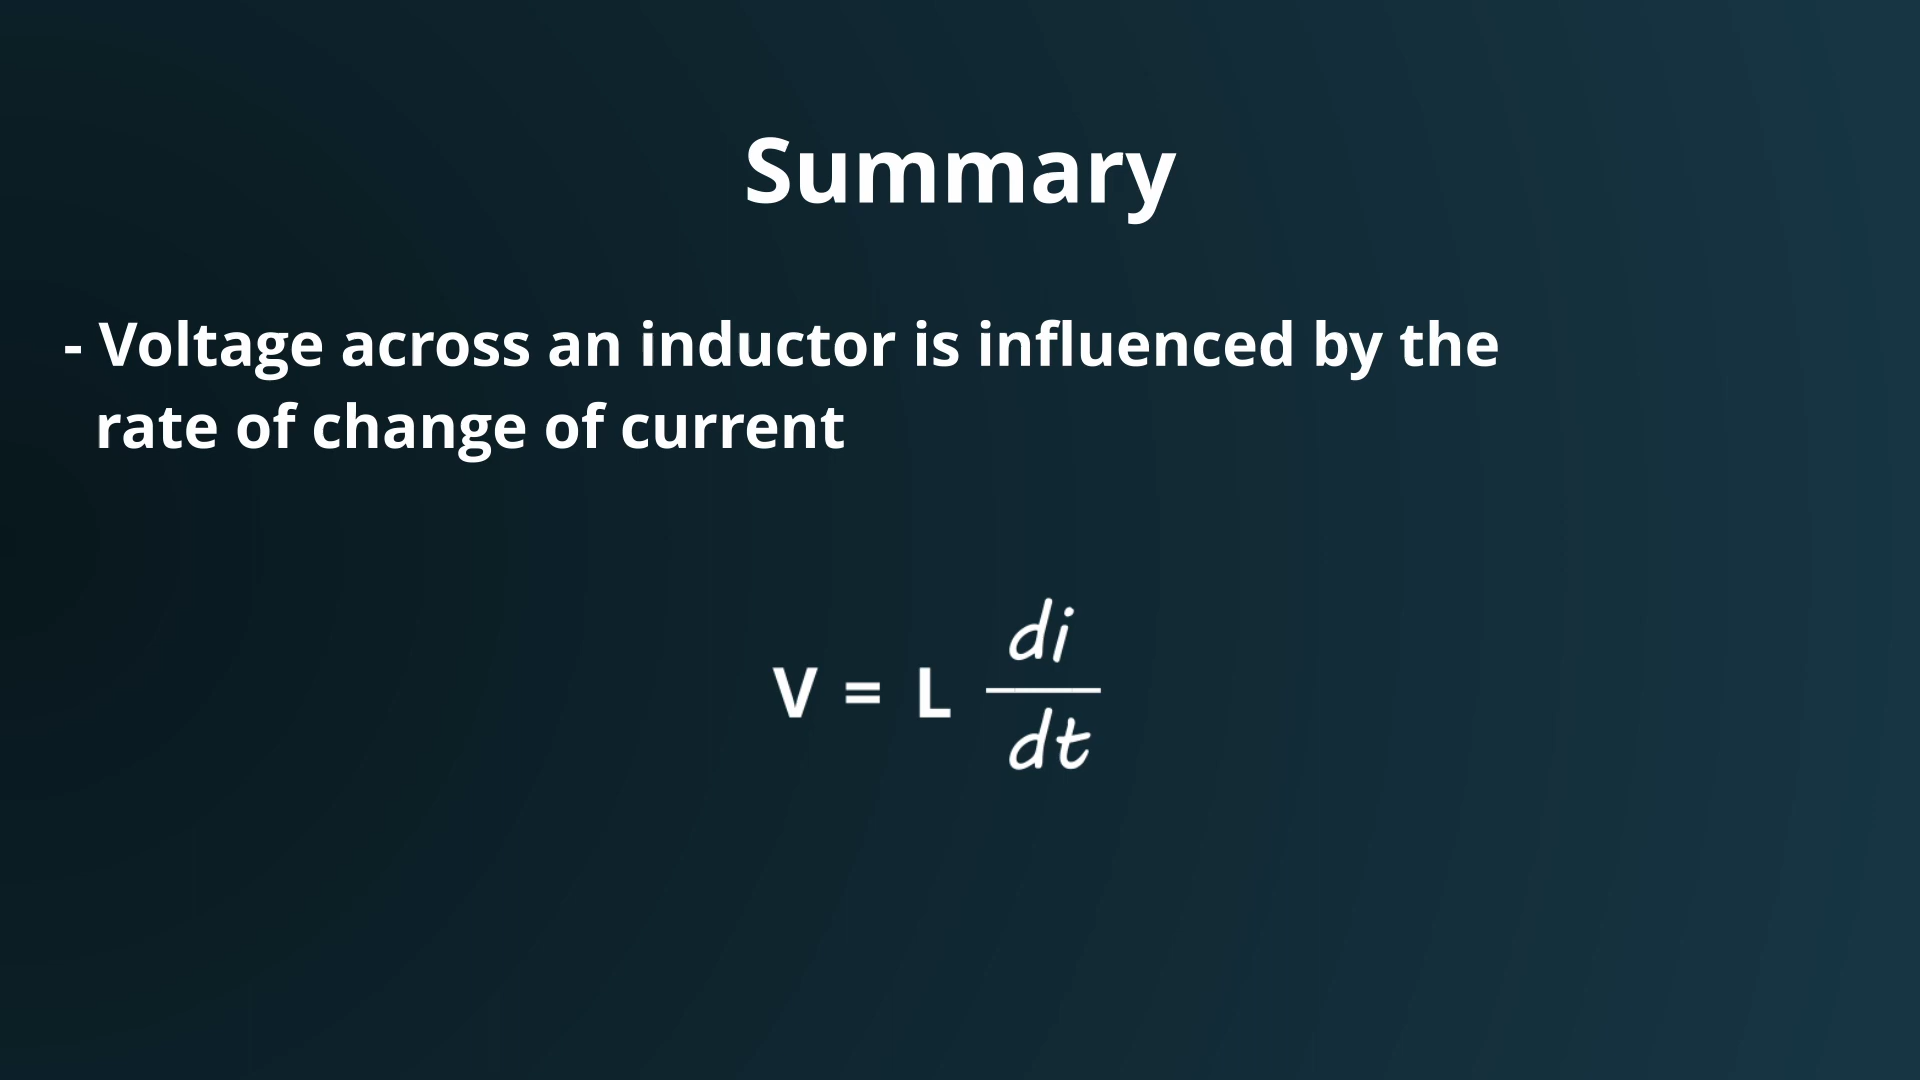 Summary
- Voltage across an inductor is influenced by the
rate of change of current
V = L di/dt